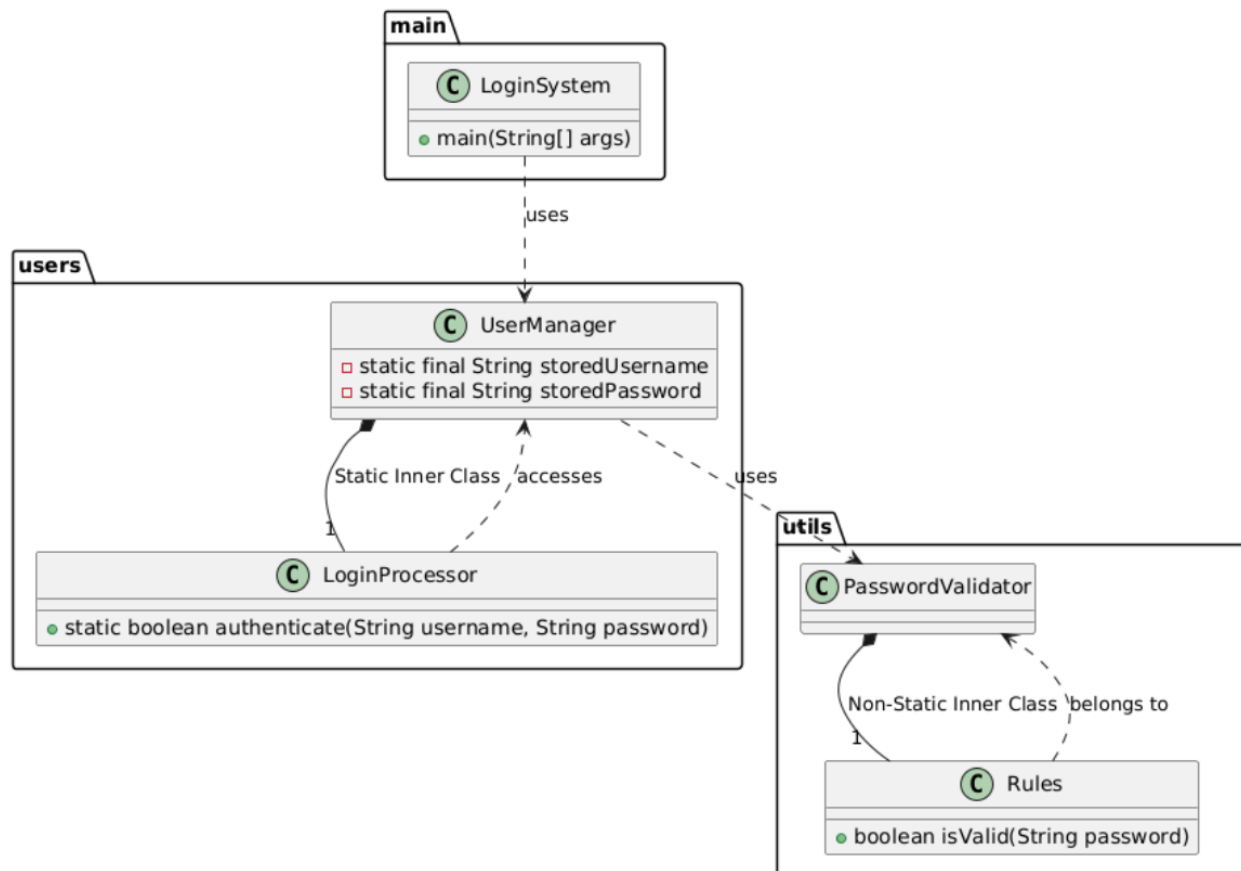 main
C LoginSystem
main(String[] args)
uses
users
C UserManager
static final String storedUsername
static final String storedPassword
Static Inner Class
accesses
uses
1
utils
C LoginProcessor
static boolean authenticate(String username, String password)
C PasswordValidator
Non-Static Inner Class
belongs to
1
C Rules
boolean isValid(String password)